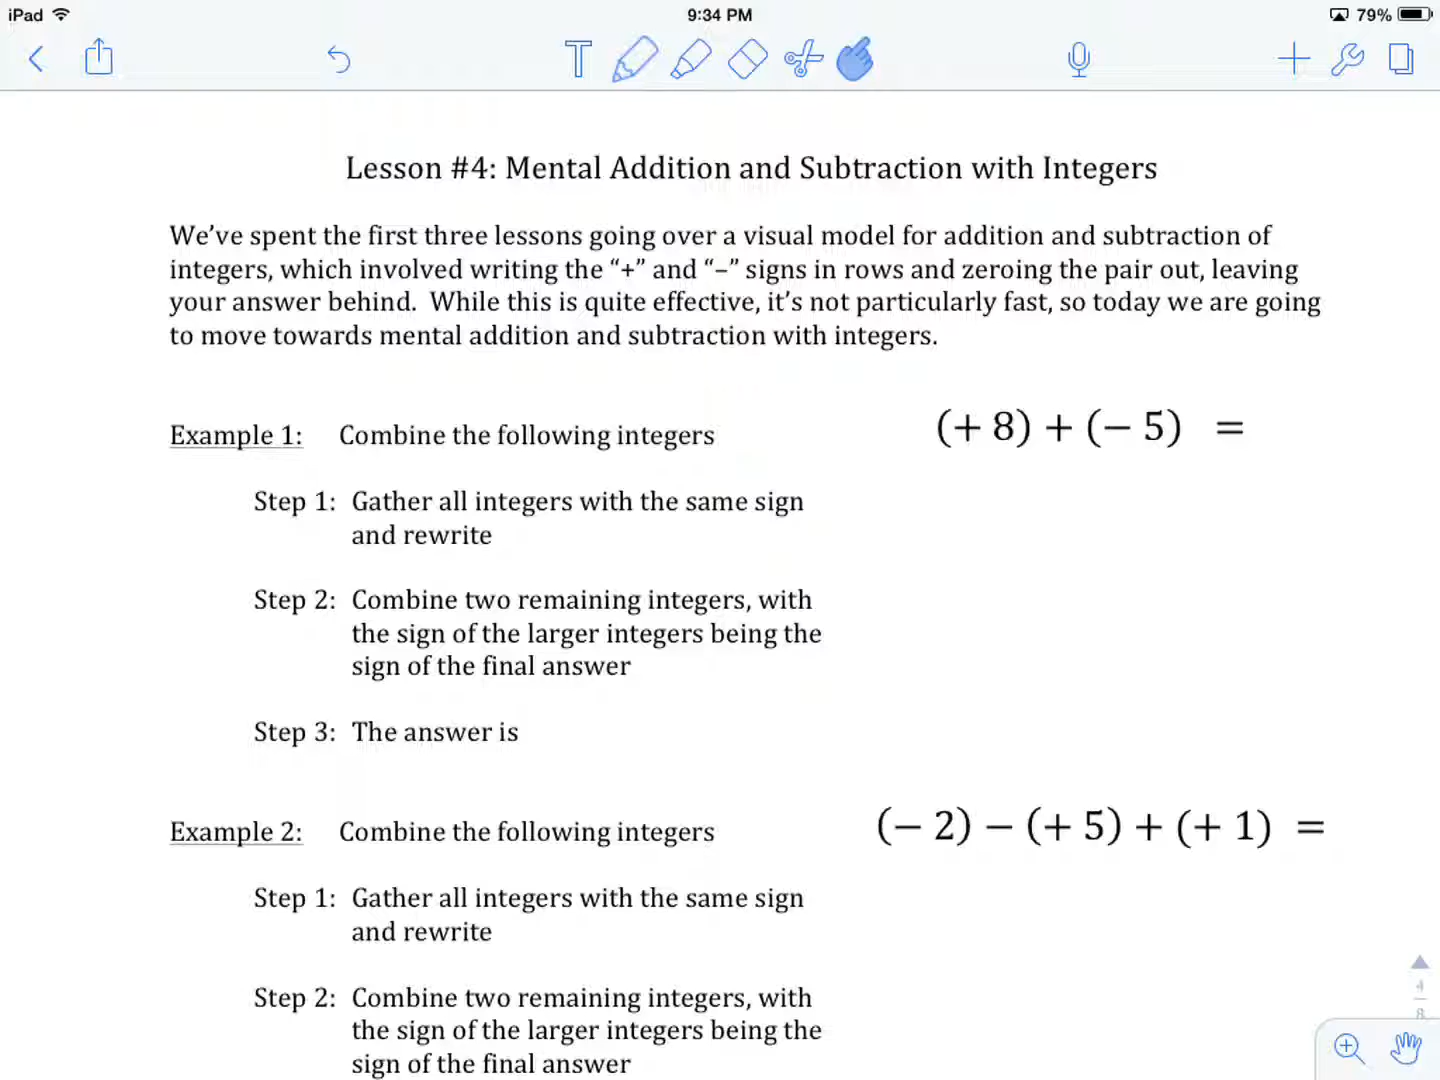 iPad 9:34 PM 79%
T
Lesson #4: Mental Addition and Subtraction with Integers
We’ve spent the first three lessons going over a visual model for addition and subtraction of
integers, which involved writing the “+” and “–” signs in rows and zeroing the pair out, leaving
your answer behind.  While this is quite effective, it’s not particularly fast, so today we are going
to move towards mental addition and subtraction with integers.
Example 1: Combine the following integers (+ 8) + (− 5) =
Step 1: Gather all integers with the same sign
and rewrite
Step 2: Combine two remaining integers, with
the sign of the larger integers being the
sign of the final answer
Step 3: The answer is
Example 2: Combine the following integers (− 2) − (+ 5) + (+ 1) =
Step 1: Gather all integers with the same sign
and rewrite
Step 2: Combine two remaining integers, with
the sign of the larger integers being the
sign of the final answer
4
8